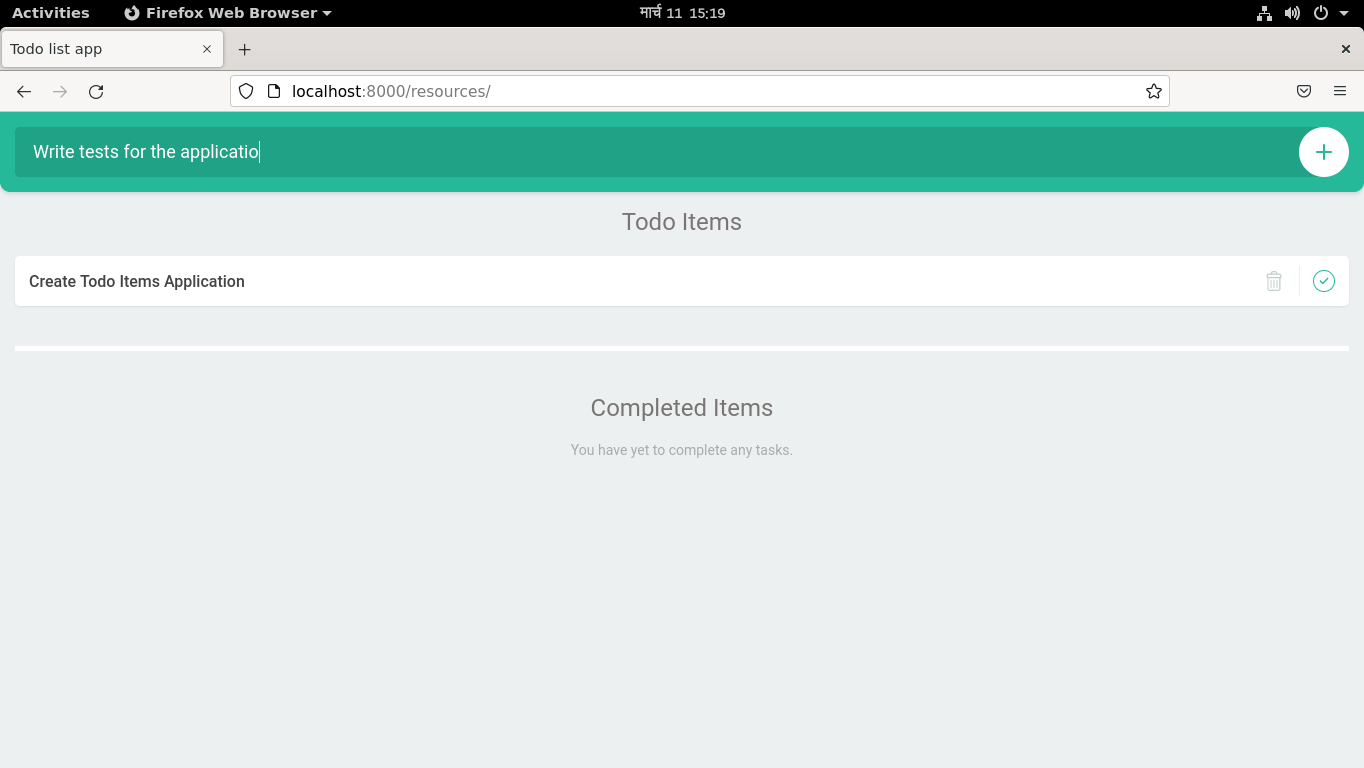 Activities
Firefox Web Browser
मार्च 11 15:19
Todo list app
localhost:8000/resources/
Write tests for the applicatio
Todo Items
Create Todo Items Application
Completed Items
You have yet to complete any tasks.